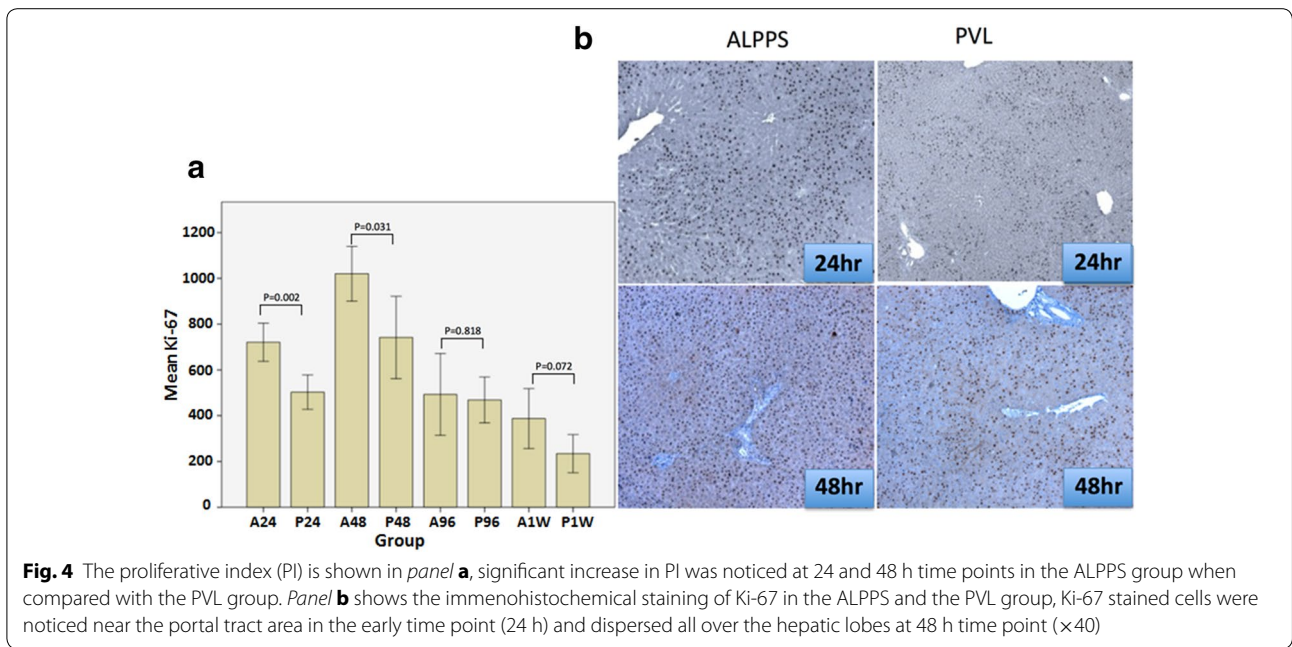 b
ALPPS
PVL
24hr
24hr
48hr
48hr
a
Mean Ki-67
1200
1000
800
600
400
200
0
P=0.002
P=0.031
P=0.818
P=0.072
A24 P24 A48 P48 A96 P96 A1W P1W
Group
Fig. 4 The proliferative index (PI) is shown in panel a, significant increase in PI was noticed at 24 and 48 h time points in the ALPPS group when
compared with the PVL group. Panel b shows the immenohistochemical staining of Ki-67 in the ALPPS and the PVL group, Ki-67 stained cells were
noticed near the portal tract area in the early time point (24 h) and dispersed all over the hepatic lobes at 48 h time point (×40)